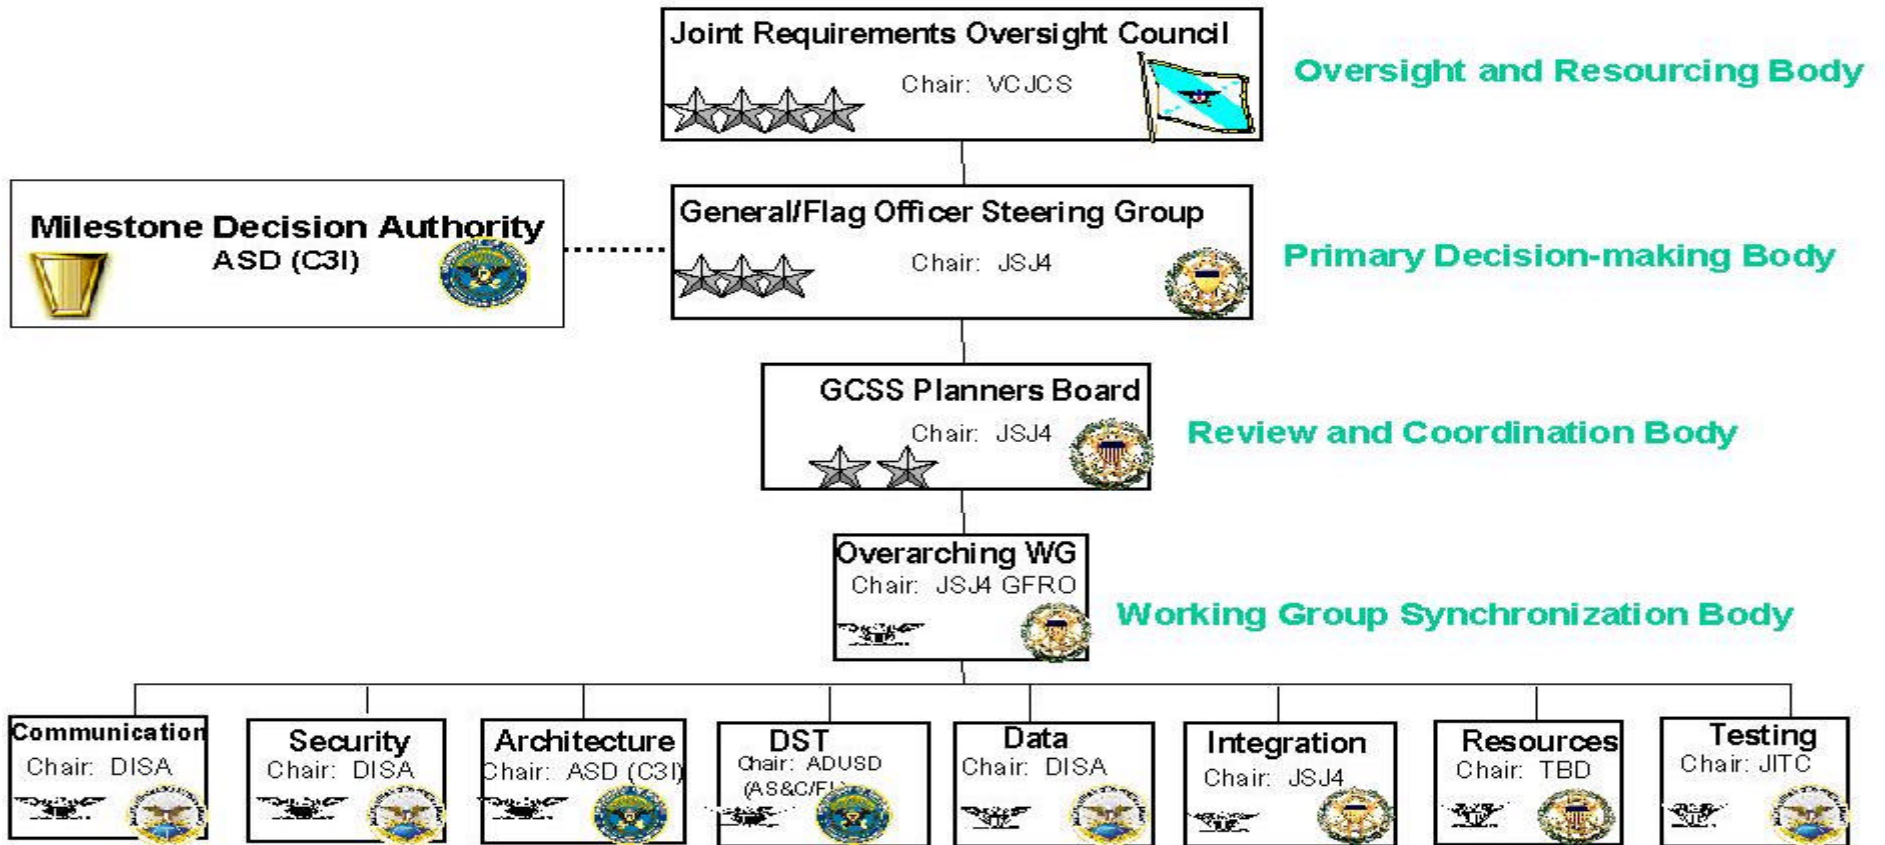 Joint Requirements Oversight Council
Chair: VCJCS
Oversight and Resourcing Body
Milestone Decision Authority
ASD (C3I)
General/Flag Officer Steering Group
Chair: JSJ4
Primary Decision-making Body
GCSS Planners Board
Chair: JSJ4
Review and Coordination Body
Overarching WG
Chair: JSJ4 GFRO
Working Group Synchronization Body
Communication
Chair: DISA
Security
Chair: DISA
Architecture
Chair: ASD (C3I)
DST
Chair: ADUSD
Data
Chair: DISA
Integration
Chair: JSJ4
Resources
Chair: TBD
Testing
Chair: JITC